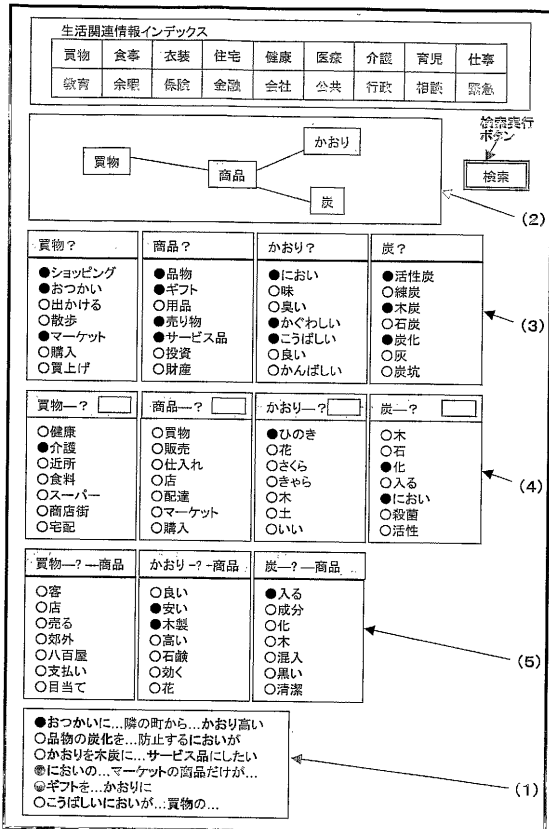 生活関連情報インデックス
買物 食事 衣装 住宅 健康 医療 介護 育児 仕事
教育 余暇 保険 金融 会社 公共 行政 相談 緊急
検索実行
ボタン
かおり
買物
商品
検索
炭
(2)
買物? 商品? かおり? 炭?
●ショッピング ●品物 ●におい ●活性炭
●おつかい ●ギフト ○味 ○練炭
○出かける ○用品 ○臭い ●木炭
○散歩 ●売り物 ●かぐわしい ○石炭
●マーケット ●サービス品 ●こうばしい ●炭化
○購入 ○投資 ○良い ○灰
○買上げ ○財産 ○かんばしい ○炭坑
(3)
買物―? 商品―? かおり―? 炭―?
○健康 ○買物 ●ひのき ○木
●介護 ○販売 ○花 ○石
○近所 ○仕入れ ○さくら ●化
○食料 ○店 ○きゃら ○入る
○スーパー ○配達 ○木 ●におい
○商店街 ○マーケット ○土 ○殺菌
○宅配 ○購入 ○いい ○活性
(4)
買物―?―商品 かおり-?-商品 炭―?―商品
○客 ○良い ●入る
○店 ●安い ○成分
○売る ●木製 ○化
○郊外 ○高い ○木
○八百屋 ○石鹸 ○混入
○支払い ○効く ○黒い
○目当て ○花 ○清潔
(5)
●おつかいに...隣の町から...かおり高い
○品物の炭化を...防止するにおいが
○かおりを木炭に...サービス品にしたい
●においの...マーケットの商品だけが...
●ギフトを...かおりに
○こうばしいにおいが...買物の...
(1)